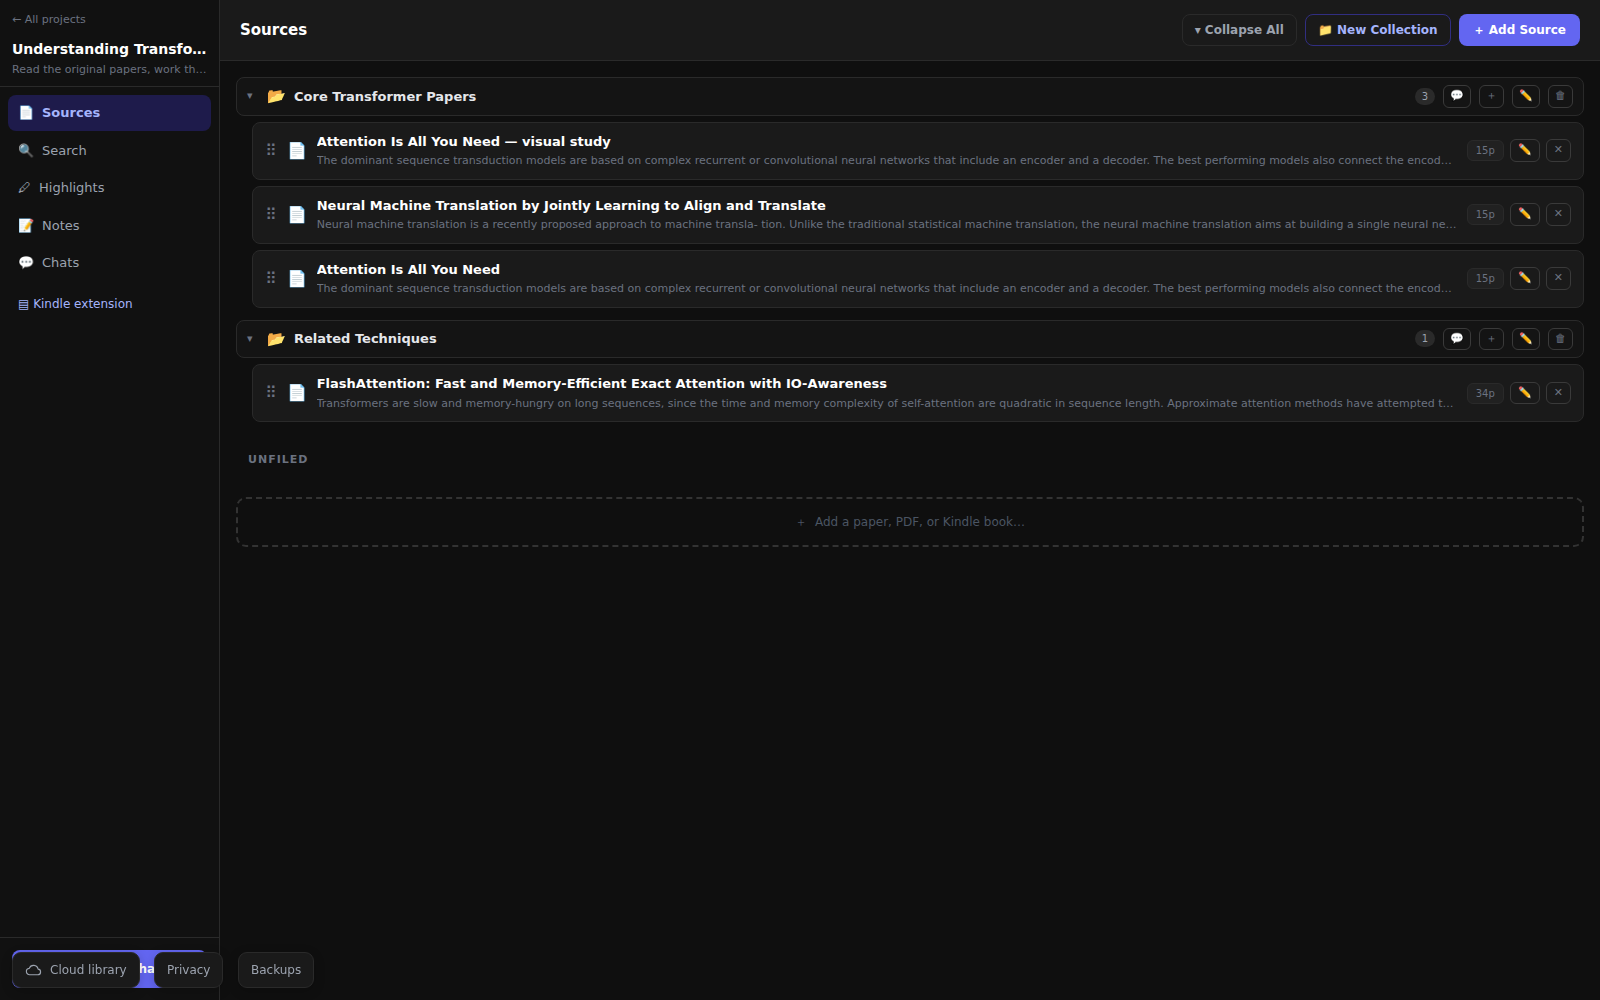 ← All projects
Understanding Transfo...
Read the original papers, work th...
Sources
Search
Highlights
Notes
Chats
Kindle extension
Cloud library
Privacy
Backups
Sources
▾ Collapse All
New Collection
+ Add Source
Core Transformer Papers
3
Attention Is All You Need — visual study
The dominant sequence transduction models are based on complex recurrent or convolutional neural networks that include an encoder and a decoder. The best performing models also connect the encod...
15p
Neural Machine Translation by Jointly Learning to Align and Translate
Neural machine translation is a recently proposed approach to machine transla- tion. Unlike the traditional statistical machine translation, the neural machine translation aims at building a single neural ne...
15p
Attention Is All You Need
The dominant sequence transduction models are based on complex recurrent or convolutional neural networks that include an encoder and a decoder. The best performing models also connect the encod...
15p
Related Techniques
1
FlashAttention: Fast and Memory-Efficient Exact Attention with IO-Awareness
Transformers are slow and memory-hungry on long sequences, since the time and memory complexity of self-attention are quadratic in sequence length. Approximate attention methods have attempted t...
34p
UNFILED
+ Add a paper, PDF, or Kindle book...